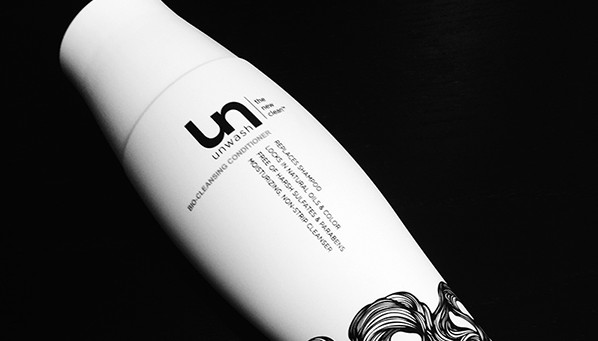 un
unwash
the
new
clean™
BIO-CLEANSING CONDITIONER
REPLACES SHAMPOO
LOCKS IN NATURAL OILS & COLOR
FREE OF HARSH SULFATES & PARABENS
MOISTURIZING, NON-STRIP CLEANSER